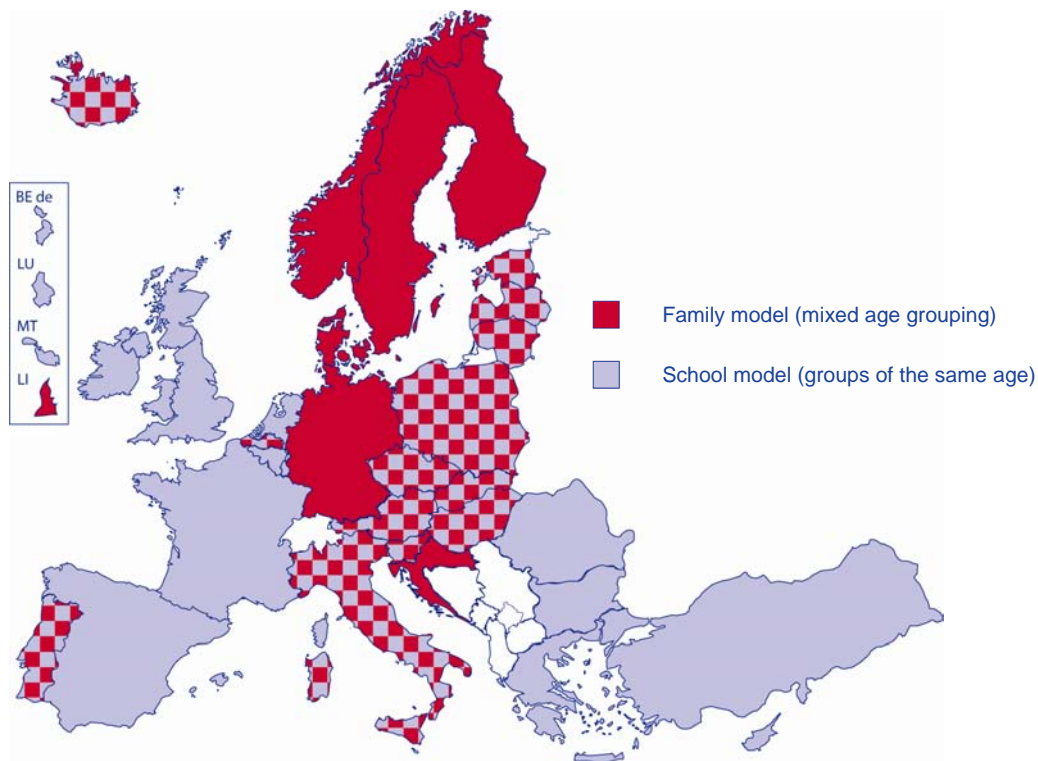 BE de
LU
MT
LI
Family model (mixed age grouping)
School model (groups of the same age)